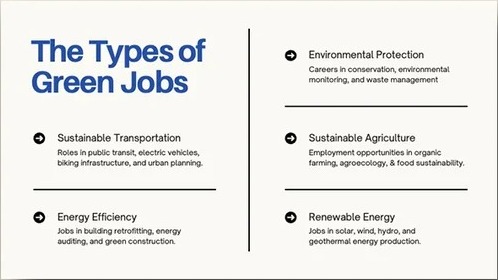 The Types of
Green Jobs
Sustainable Transportation
Roles in public transit, electric vehicles,
biking infrastructure, and urban planning.
Energy Efficiency
Jobs in building retrofitting, energy
auditing, and green construction.
Environmental Protection
Careers in conservation, environmental
monitoring, and waste management
Sustainable Agriculture
Employment opportunities in organic
farming, agroecology, & food sustainability.
Renewable Energy
Jobs in solar, wind, hydro, and
geothermal energy production.